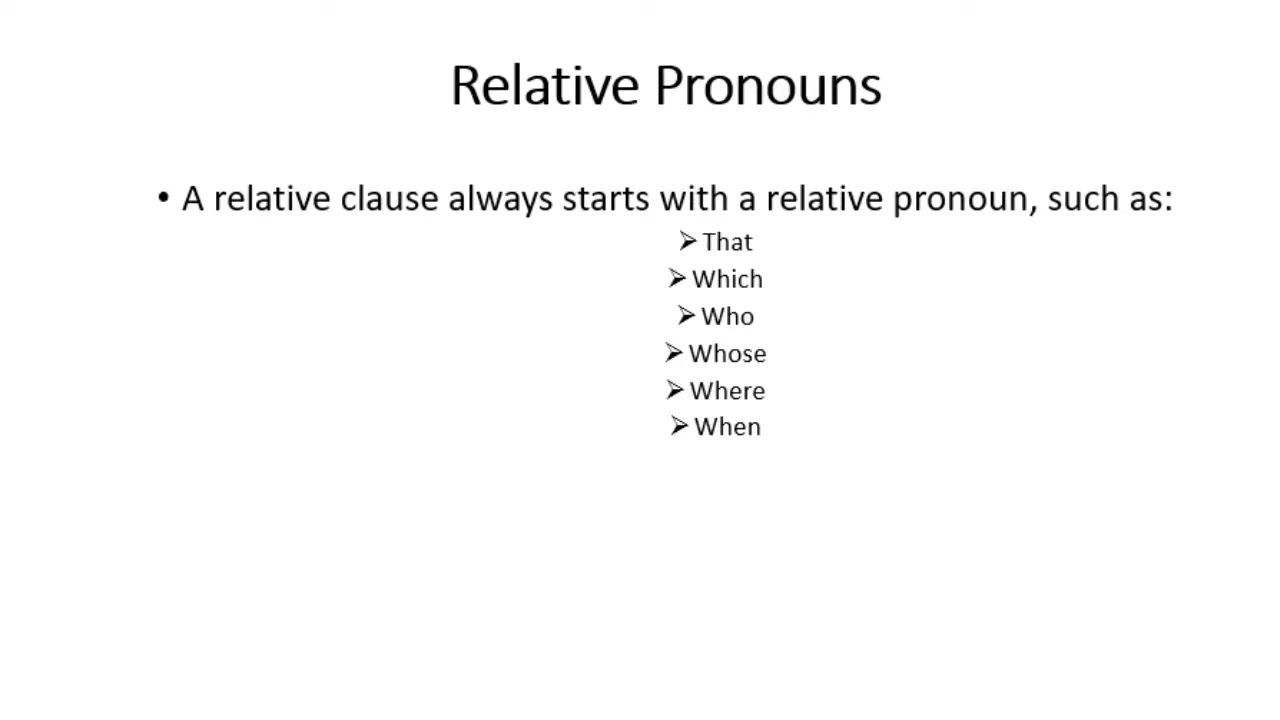 Relative Pronouns
• A relative clause always starts with a relative pronoun, such as:
➢ That
➢ Which
➢ Who
➢ Whose
➢ Where
➢ When